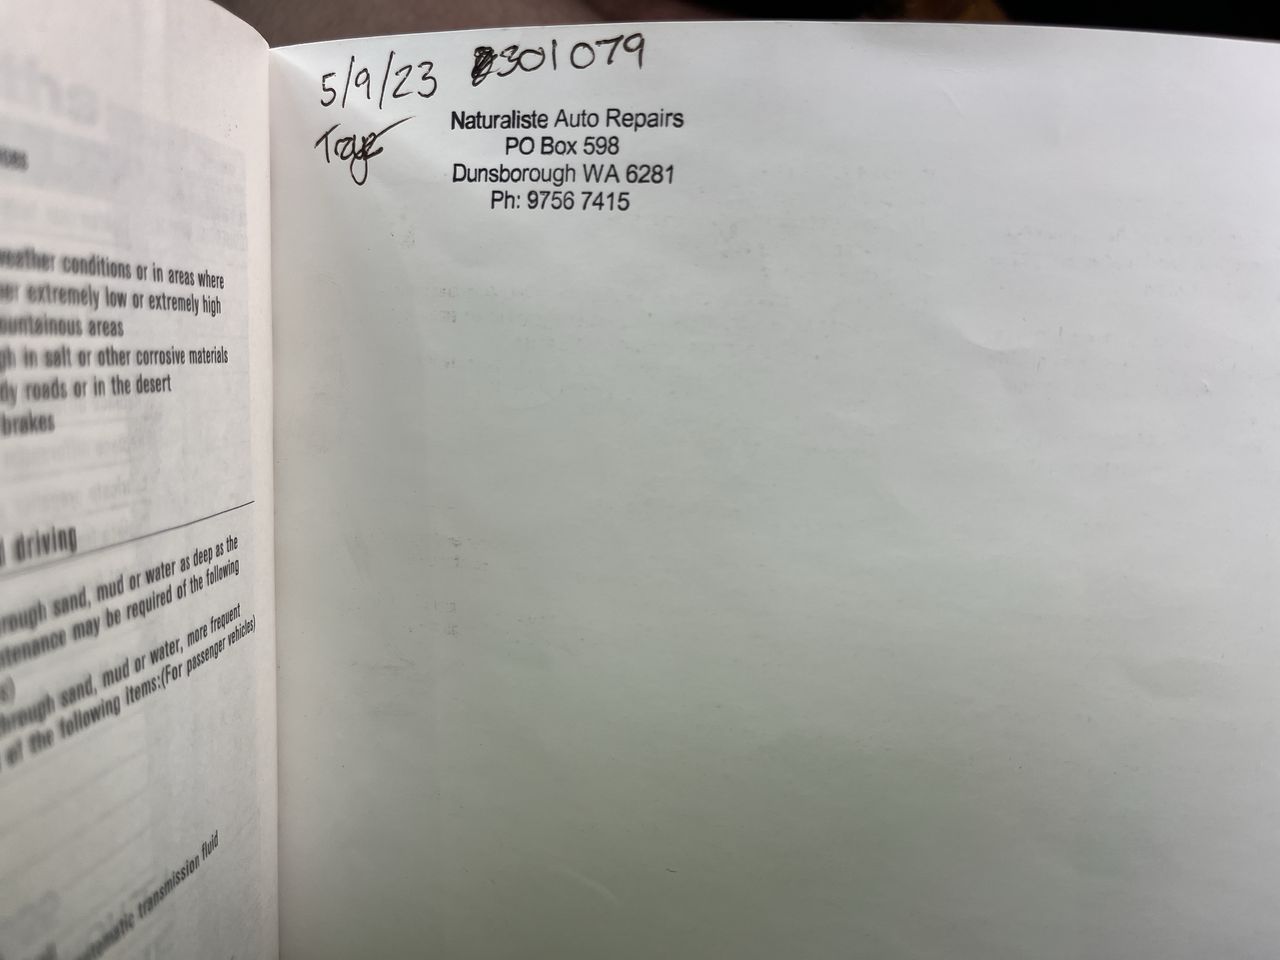 weather conditions or in areas where
extremely low or extremely high
mountainous areas
in salt or other corrosive materials
roads or in the desert
brakes
driving
through sand, mud or water as deep as the
maintenance may be required of the following
through sand, mud or water, more frequent
of the following items:(For passenger vehicles)
automatic transmission fluid
5/9/23 301079
Naturaliste Auto Repairs
PO Box 598
Dunsborough WA 6281
Ph: 9756 7415